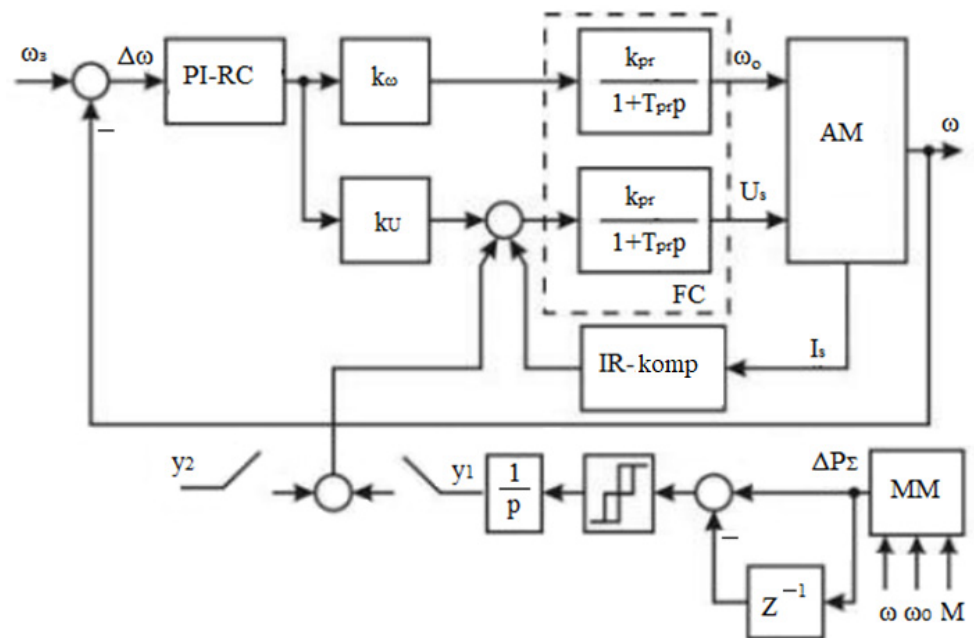 ωз
Δω
PI-RC
kω
kpr
1+Tprp
ωo
AM
ω
–
kU
kpr
1+Tprp
Us
FC
IR-komp
Is
y2
y1
1
p
ΔPΣ
MM
–
Z⁻¹
ω ω0 M